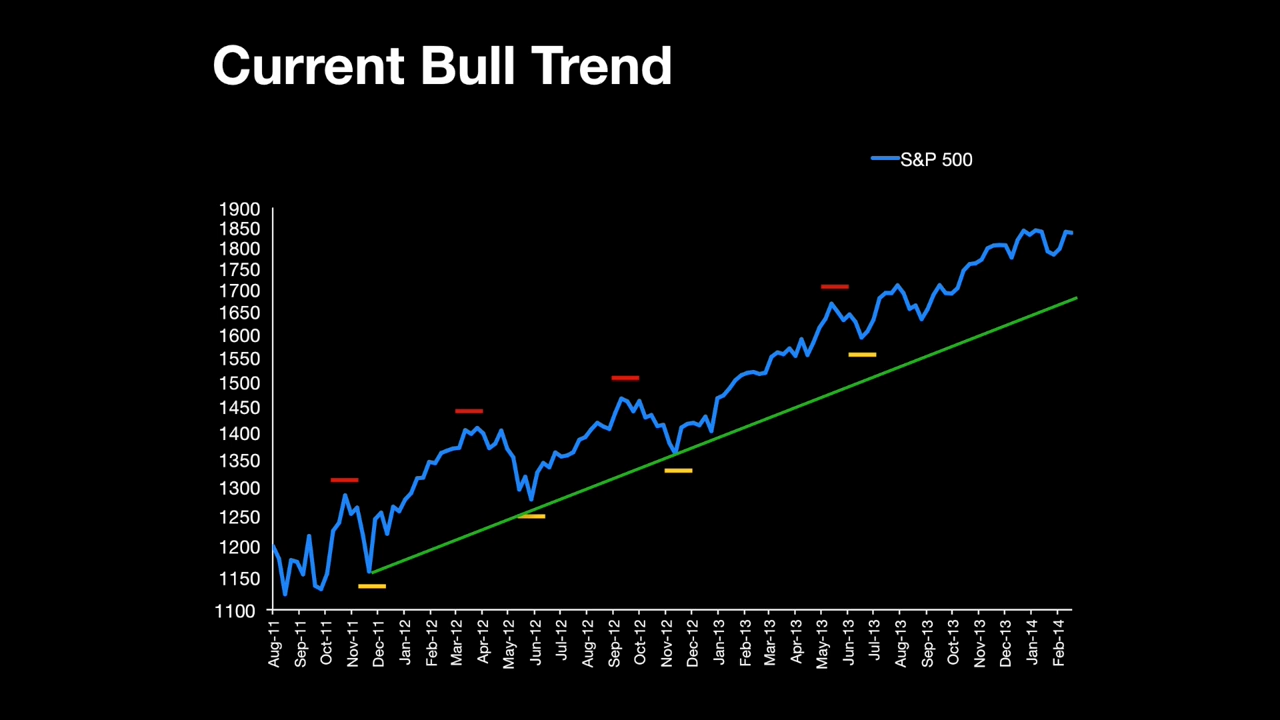 Current Bull Trend
S&P 500
1900
1850
1800
1750
1700
1650
1600
1550
1500
1450
1400
1350
1300
1250
1200
1150
1100
Aug-11
Sep-11
Oct-11
Nov-11
Dec-11
Jan-12
Feb-12
Mar-12
Apr-12
May-12
Jun-12
Jul-12
Aug-12
Sep-12
Oct-12
Nov-12
Dec-12
Jan-13
Feb-13
Mar-13
Apr-13
May-13
Jun-13
Jul-13
Aug-13
Sep-13
Oct-13
Nov-13
Dec-13
Jan-14
Feb-14